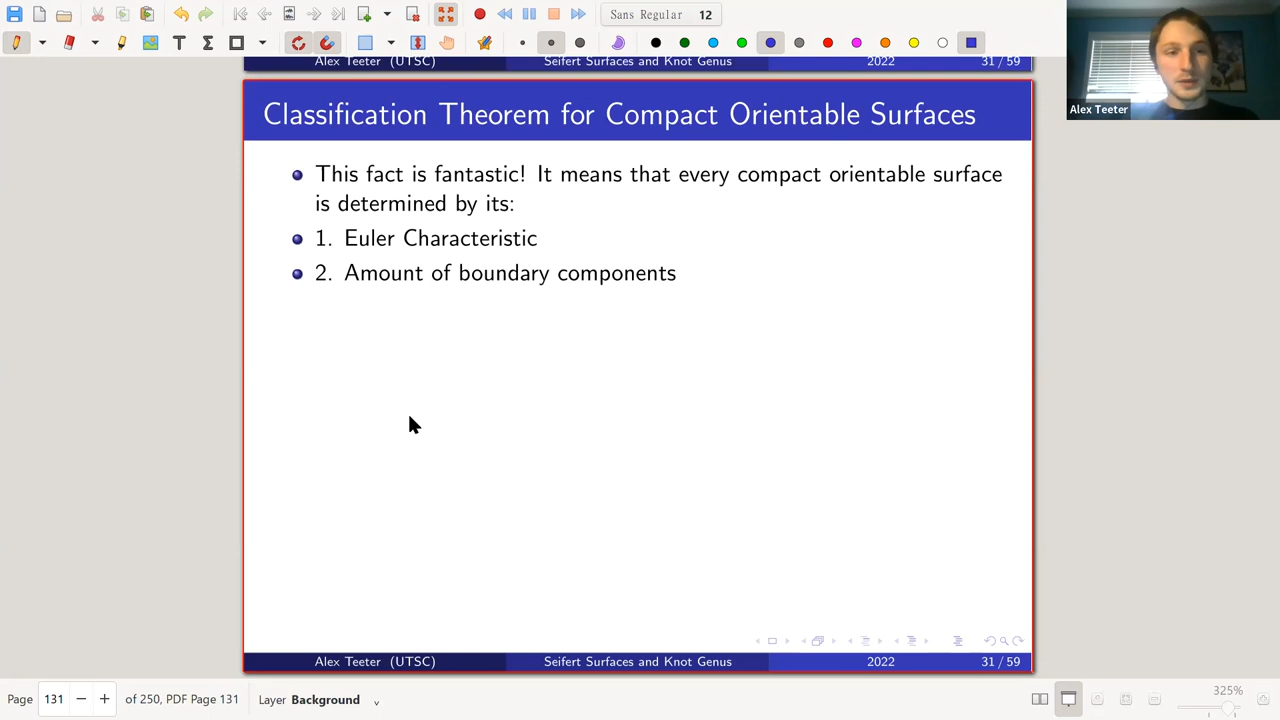 Sans Regular 12
Alex Teeter (UTSC) Seifert Surfaces and Knot Genus 2022 31 / 59
Alex Teeter
Classification Theorem for Compact Orientable Surfaces
This fact is fantastic! It means that every compact orientable surface
is determined by its:
1. Euler Characteristic
2. Amount of boundary components
Alex Teeter (UTSC) Seifert Surfaces and Knot Genus 2022 31 / 59
Page 131 of 250, PDF Page 131 Layer Background 325%